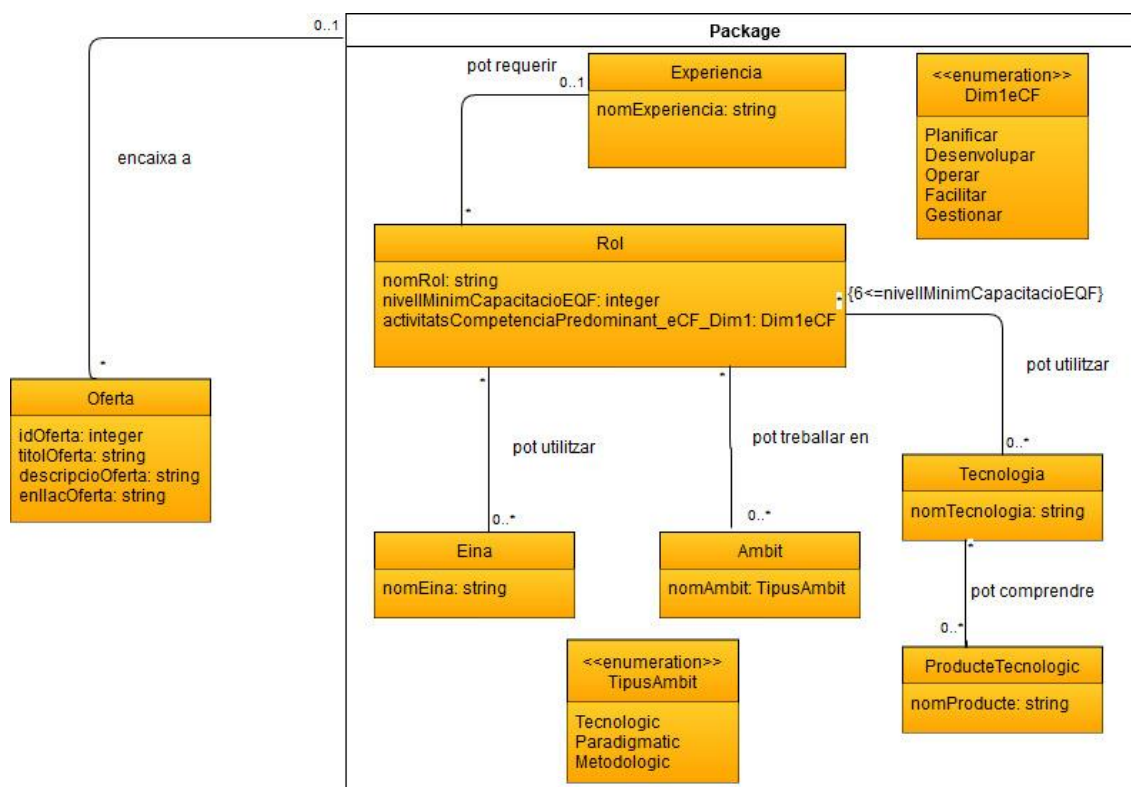 0..1
Package
pot requerir
0..1
Experiencia
nomExperiencia: string
<<enumeration>>
Dim1eCF
Planificar
Desenvolupar
Operar
Facilitar
Gestionar
encaixa a
*
Rol
nomRol: string
nivellMinimCapacitacioEQF: integer
activitatsCompetenciaPredominant_eCF_Dim1: Dim1eCF
*
{6<=nivellMinimCapacitacioEQF}
pot utilitzar
0..*
*
Oferta
idOferta: integer
titolOferta: string
descripcioOferta: string
enllacOferta: string
*
pot utilitzar
0..*
*
pot treballar en
0..*
Tecnologia
nomTecnologia: string
Eina
nomEina: string
Ambit
nomAmbit: TipusAmbit
*
pot comprendre
0..*
<<enumeration>>
TipusAmbit
Tecnologic
Paradigmatic
Metodologic
ProducteTecnologic
nomProducte: string